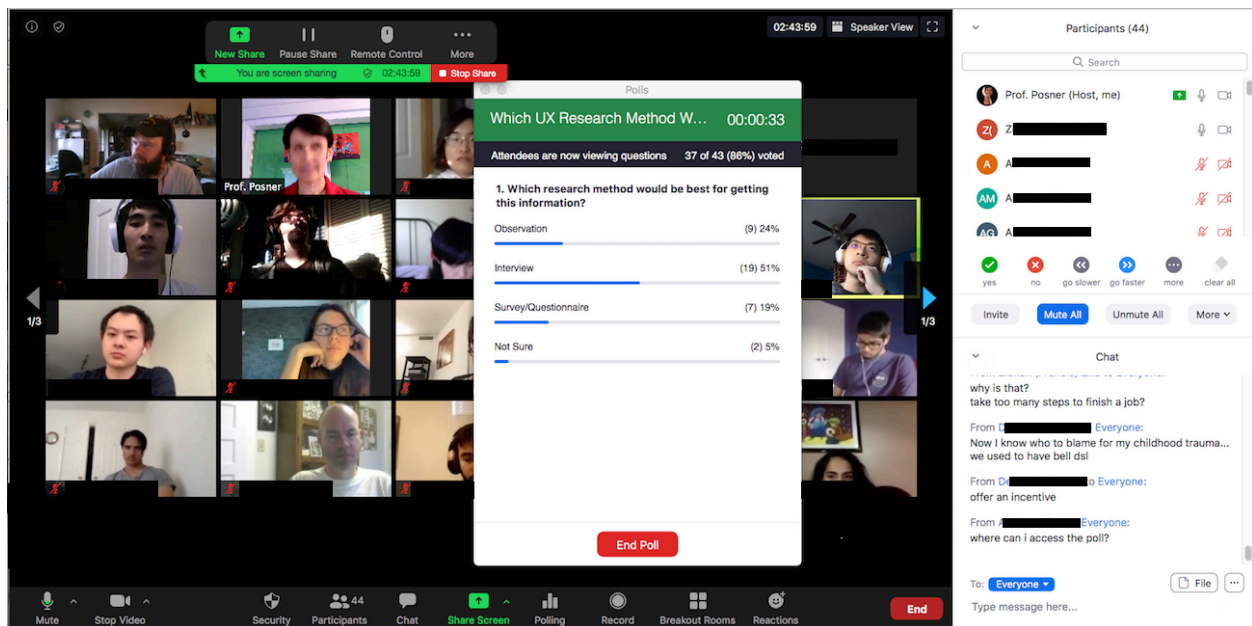 02:43:59
Speaker View
New Share Pause Share Remote Control More
You are screen sharing 02:43:59 Stop Share
Prof. Posner
1/3
Polls
Which UX Research Method W... 00:00:33
Attendees are now viewing questions 37 of 43 (86%) voted
1. Which research method would be best for getting
this information?
Observation (9) 24%
Interview (19) 51%
Survey/Questionnaire (7) 19%
Not Sure (2) 5%
End Poll
1/3
Mute Stop Video Security Participants 44 Chat Share Screen Polling Record Breakout Rooms Reactions End
Participants (44)
Search
Prof. Posner (Host, me)
Z( Z
A A
AM A
AG A
yes no go slower go faster more clear all
Invite Mute All Unmute All More
Chat
why is that?
take too many steps to finish a job?
From D Everyone:
Now I know who to blame for my childhood trauma...
we used to have bell dsl
From De o Everyone:
offer an incentive
From A Everyone:
where can i access the poll?
To: Everyone File
Type message here...